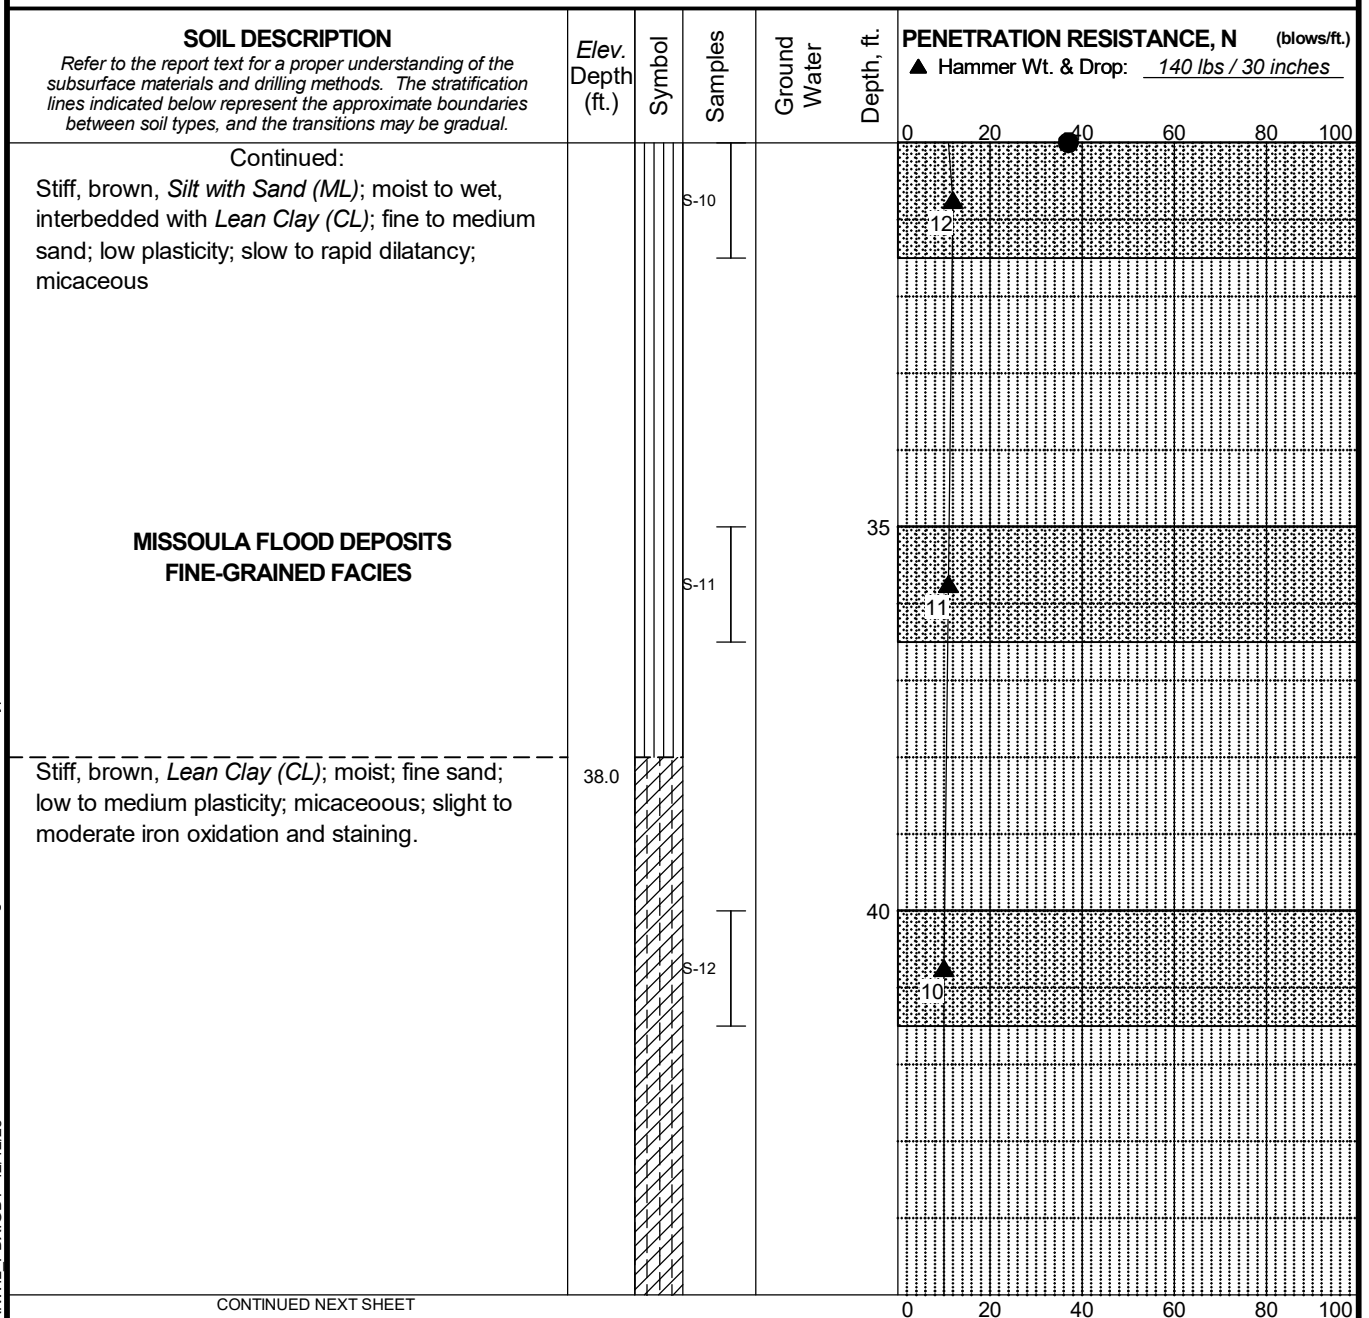 SOIL DESCRIPTION
Refer to the report text for a proper understanding of the
subsurface materials and drilling methods. The stratification
lines indicated below represent the approximate boundaries
between soil types, and the transitions may be gradual.
Elev.
Depth
(ft.)
Symbol
Samples
Ground
Water
Depth, ft.
PENETRATION RESISTANCE, N (blows/ft.)
▲ Hammer Wt. & Drop: 140 lbs / 30 inches
0 20 40 60 80 100
Continued:
Stiff, brown, Silt with Sand (ML); moist to wet,
interbedded with Lean Clay (CL); fine to medium
sand; low plasticity; slow to rapid dilatancy;
micaceous
S-10
12
MISSOULA FLOOD DEPOSITS
FINE-GRAINED FACIES
35
S-11
11
Stiff, brown, Lean Clay (CL); moist; fine sand;
low to medium plasticity; micaceoous; slight to
moderate iron oxidation and staining.
38.0
40
S-12
10
CONTINUED NEXT SHEET
0 20 40 60 80 100